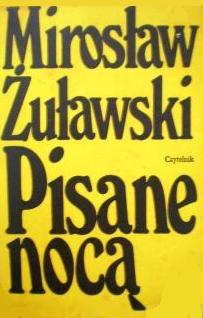 Mirosław
Żuławski
Pisane
Czytelnik
nocą